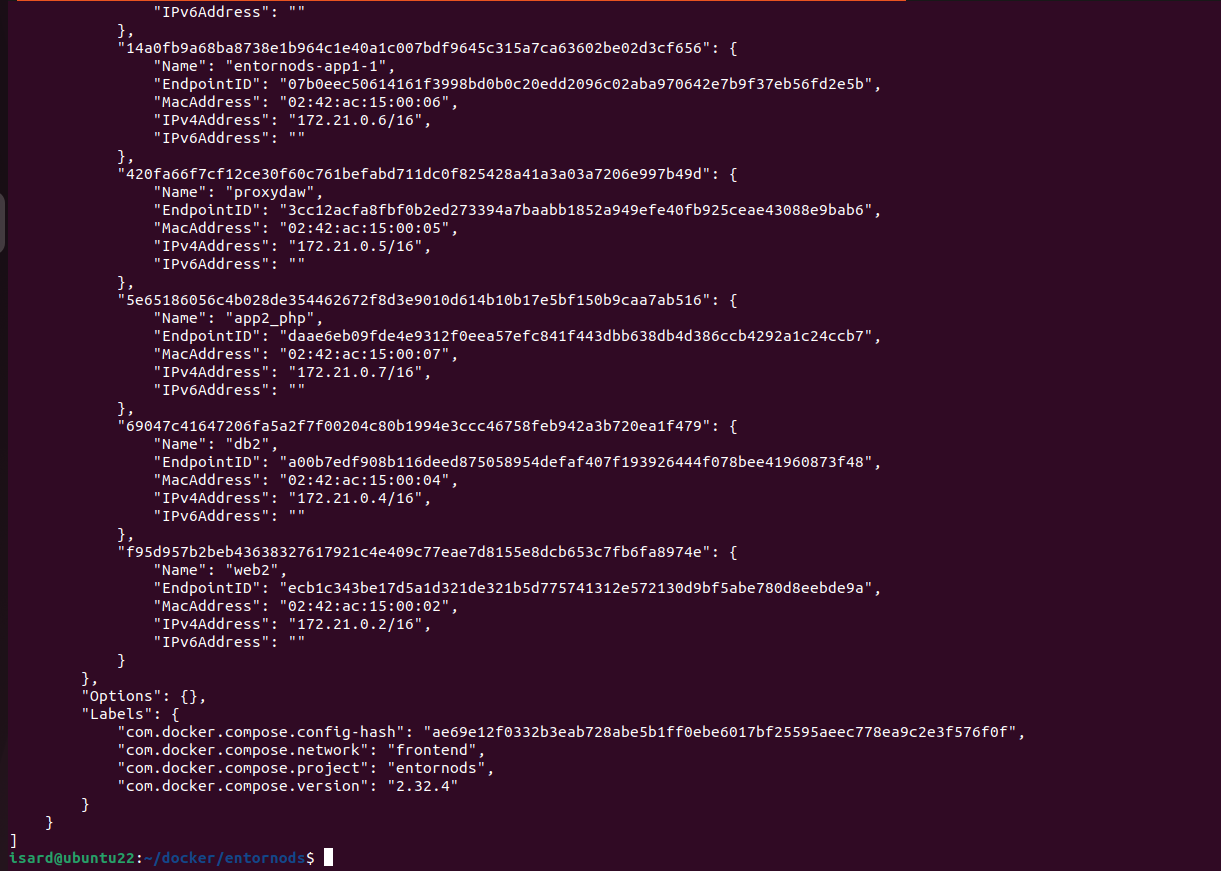 "IPv6Address": ""
            },
            "14a0fb9a68ba8738e1b964c1e40a1c007bdf9645c315a7ca63602be02d3cf656": {
                "Name": "entornods-app1-1",
                "EndpointID": "07b0eec50614161f3998bd0b0c20edd2096c02aba970642e7b9f37eb56fd2e5b",
                "MacAddress": "02:42:ac:15:00:06",
                "IPv4Address": "172.21.0.6/16",
                "IPv6Address": ""
            },
            "420fa66f7cf12ce30f60c761befabd711dc0f825428a41a3a03a7206e997b49d": {
                "Name": "proxydaw",
                "EndpointID": "3cc12acfa8fbf0b2ed273394a7baabb1852a949efe40fb925ceae43088e9bab6",
                "MacAddress": "02:42:ac:15:00:05",
                "IPv4Address": "172.21.0.5/16",
                "IPv6Address": ""
            },
            "5e65186056c4b028de354462672f8d3e9010d614b10b17e5bf150b9caa7ab516": {
                "Name": "app2_php",
                "EndpointID": "daae6eb09fde4e9312f0eea57efc841f443dbb638db4d386ccb4292a1c24ccb7",
                "MacAddress": "02:42:ac:15:00:07",
                "IPv4Address": "172.21.0.7/16",
                "IPv6Address": ""
            },
            "69047c41647206fa5a2f7f00204c80b1994e3ccc46758feb942a3b720ea1f479": {
                "Name": "db2",
                "EndpointID": "a00b7edf908b116deed875058954defaf407f193926444f078bee41960873f48",
                "MacAddress": "02:42:ac:15:00:04",
                "IPv4Address": "172.21.0.4/16",
                "IPv6Address": ""
            },
            "f95d957b2beb43638327617921c4e409c77eae7d8155e8dcb653c7fb6fa8974e": {
                "Name": "web2",
                "EndpointID": "ecb1c343be17d5a1d321de321b5d775741312e572130d9bf5abe780d8eebde9a",
                "MacAddress": "02:42:ac:15:00:02",
                "IPv4Address": "172.21.0.2/16",
                "IPv6Address": ""
            }
        },
        "Options": {},
        "Labels": {
            "com.docker.compose.config-hash": "ae69e12f0332b3eab728abe5b1ff0ebe6017bf25595aeec778ea9c2e3f576f0f",
            "com.docker.compose.network": "frontend",
            "com.docker.compose.project": "entornods",
            "com.docker.compose.version": "2.32.4"
        }
    }
]
isard@ubuntu22:~/docker/entornods$